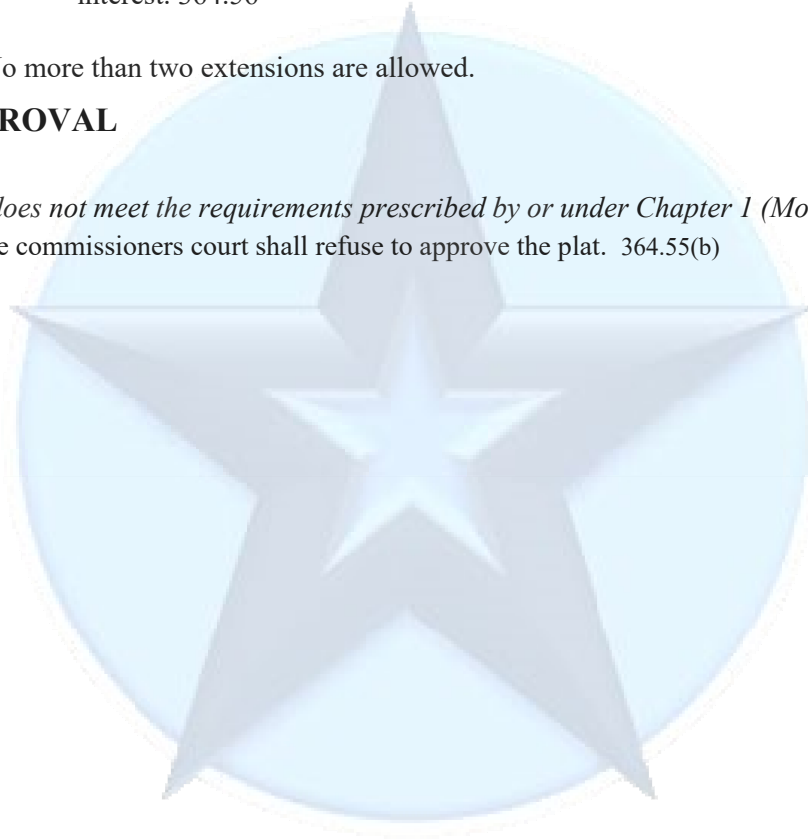 interest. 364.56
No more than two extensions are allowed.
ROVAL
does not meet the requirements prescribed by or under Chapter 1 (Mo
e commissioners court shall refuse to approve the plat. 364.55(b)